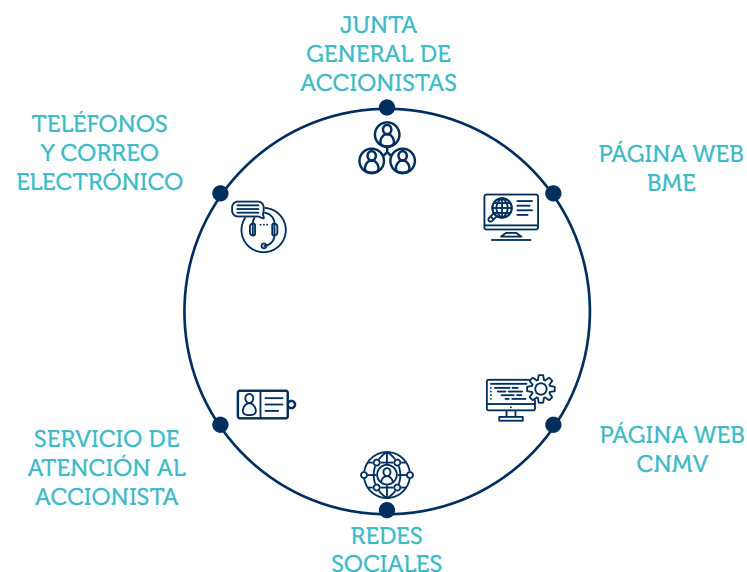 JUNTA
GENERAL DE
ACCIONISTAS
TELÉFONOS
Y CORREO
ELECTRÓNICO
PÁGINA WEB
BME
SERVICIO DE
ATENCIÓN AL
ACCIONISTA
PÁGINA WEB
CNMV
REDES
SOCIALES